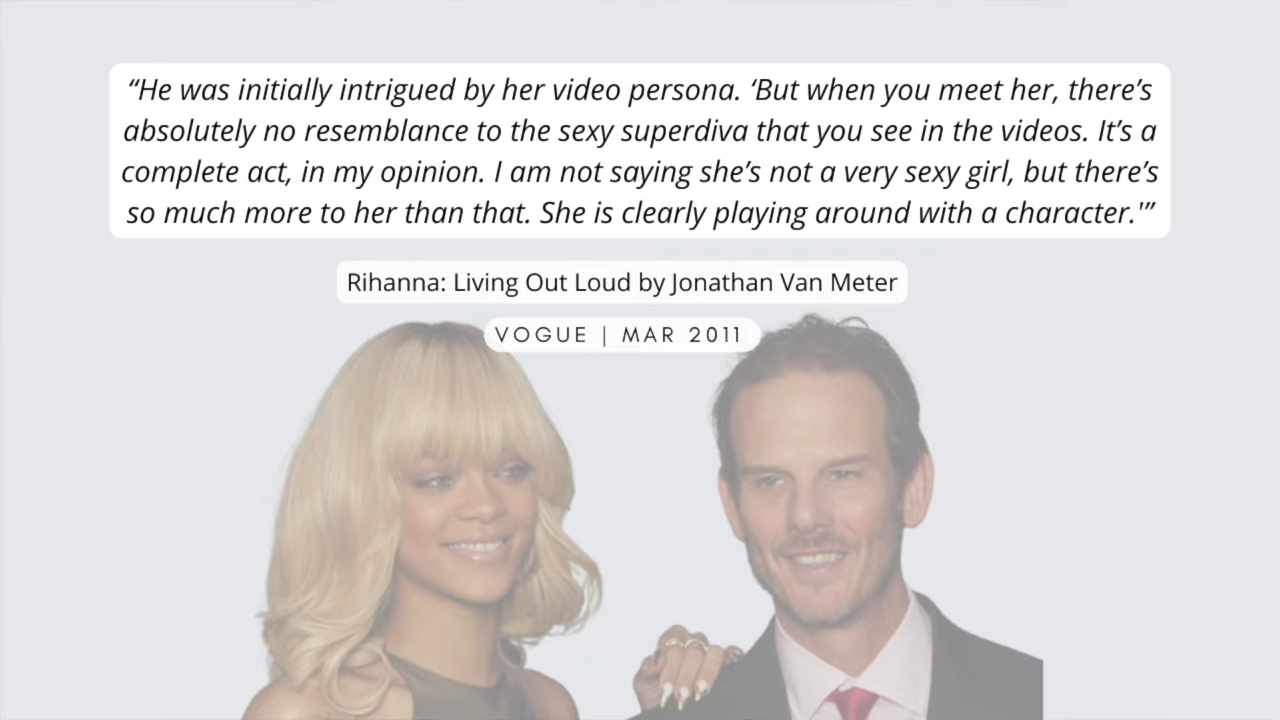 “He was initially intrigued by her video persona. ‘But when you meet her, there’s
absolutely no resemblance to the sexy superdiva that you see in the videos. It’s a
complete act, in my opinion. I am not saying she’s not a very sexy girl, but there’s
so much more to her than that. She is clearly playing around with a character.'”
Rihanna: Living Out Loud by Jonathan Van Meter
VOGUE | MAR 2011